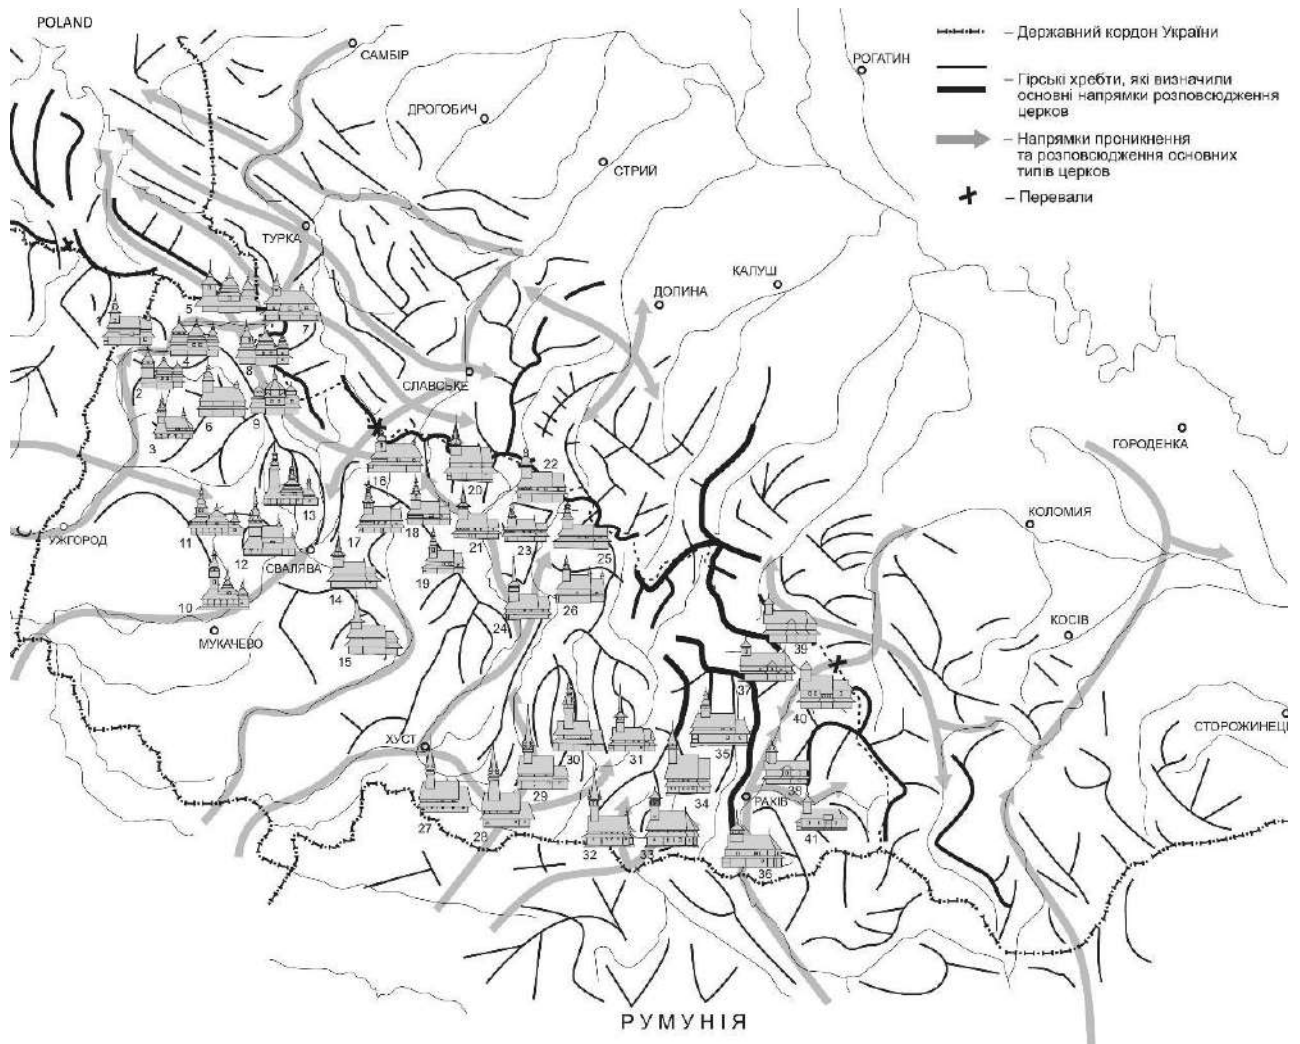 POLAND
САМБІР
РОГАТИН
ДРОГОБИЧ
СТРИЙ
– Державний кордон України
– Гірські хребти, які визначили
основні напрямки розповсюдження
церков
– Напрямки проникнення
та розповсюдження основних
типів церков
– Перевали
ТУРКА
КАЛУШ
ДОЛИНА
5
7
4
8
2
СЛАВСЬКЕ
6
9
3
ГОРОДЕНКА
16
20
22
13
КОЛОМИЯ
11
17
18
21
23
25
УЖГОРОД
12
СВАЛЯВА
19
14
26
10
24
КОСІВ
МУКАЧЕВО
15
39
37
40
СТОРОЖИНЕЦЬ
ХУСТ
30
31
35
29
38
34
РАХІВ
27
28
41
32
33
36
РУМУНІЯ